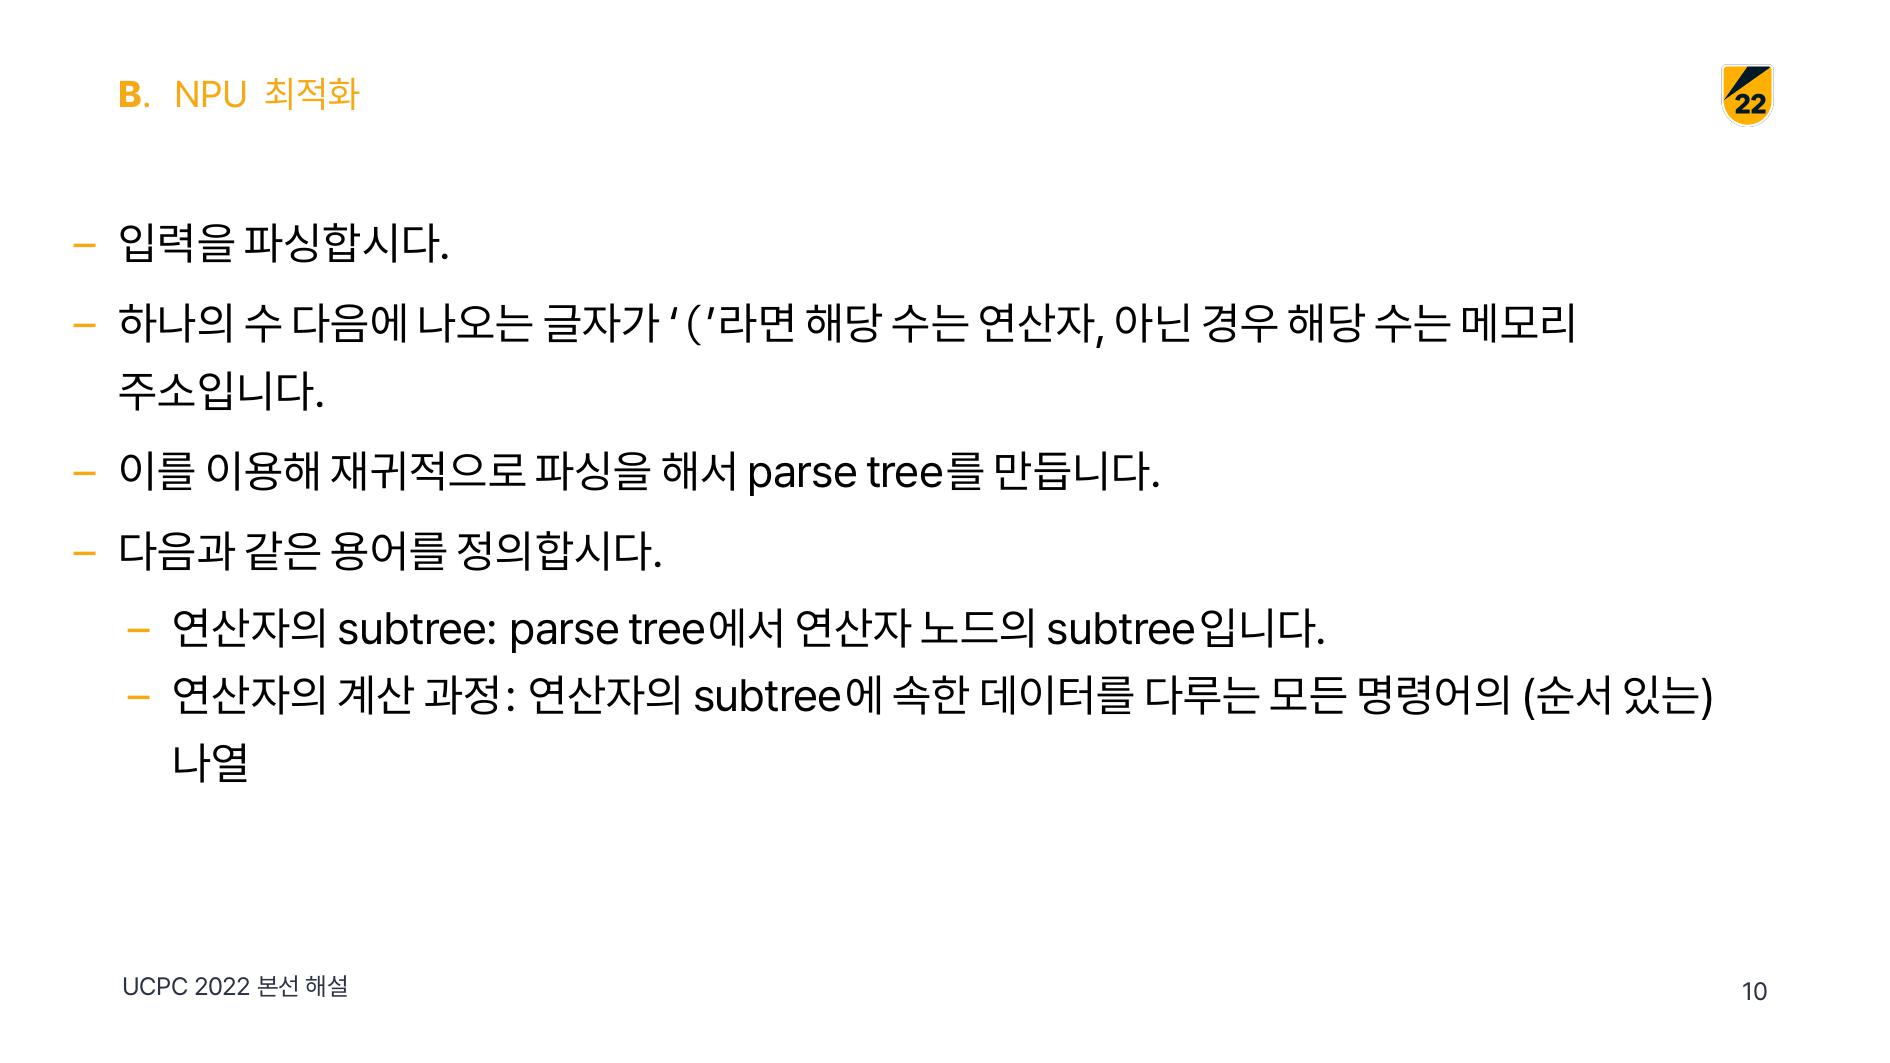 B. NPU 최적화
22
– 입력을 파싱합시다.
– 하나의 수 다음에 나오는 글자가 ‘(’라면 해당 수는 연산자, 아닌 경우 해당 수는 메모리
주소입니다.
– 이를 이용해 재귀적으로 파싱을 해서 parse tree를 만듭니다.
– 다음과 같은 용어를 정의합시다.
– 연산자의 subtree: parse tree에서 연산자 노드의 subtree입니다.
– 연산자의 계산 과정: 연산자의 subtree에 속한 데이터를 다루는 모든 명령어의 (순서 있는)
나열
UCPC 2022 본선 해설
10